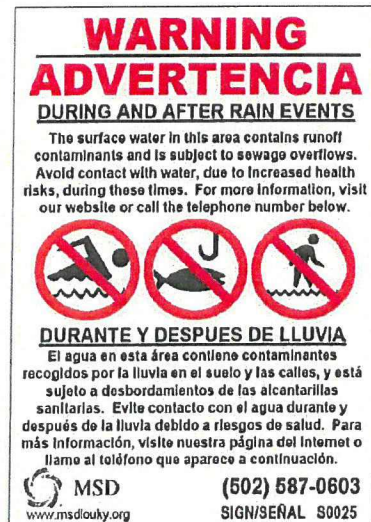 WARNING
ADVERTENCIA
DURING AND AFTER RAIN EVENTS
The surface water in this area contains runoff
contaminants and is subject to sewage overflows.
Avoid contact with water, due to increased health
risks, during these times. For more information, visit
our website or call the telephone number below.
DURANTE Y DESPUES DE LLUVIA
El agua en esta área contiene contaminantes
recogidos por la lluvia en el suelo y las calles, y está
sujeto a desbordamientos de las alcantarillas
sanitarias. Evite contacto con el agua durante y
después de la lluvia debido a riesgos de salud. Para
más información, visite nuestra página del internet o
llame al teléfono que aparece a continuación.
MSD (502) 587-0603
www.msdlouky.org SIGN/SEÑAL S0025